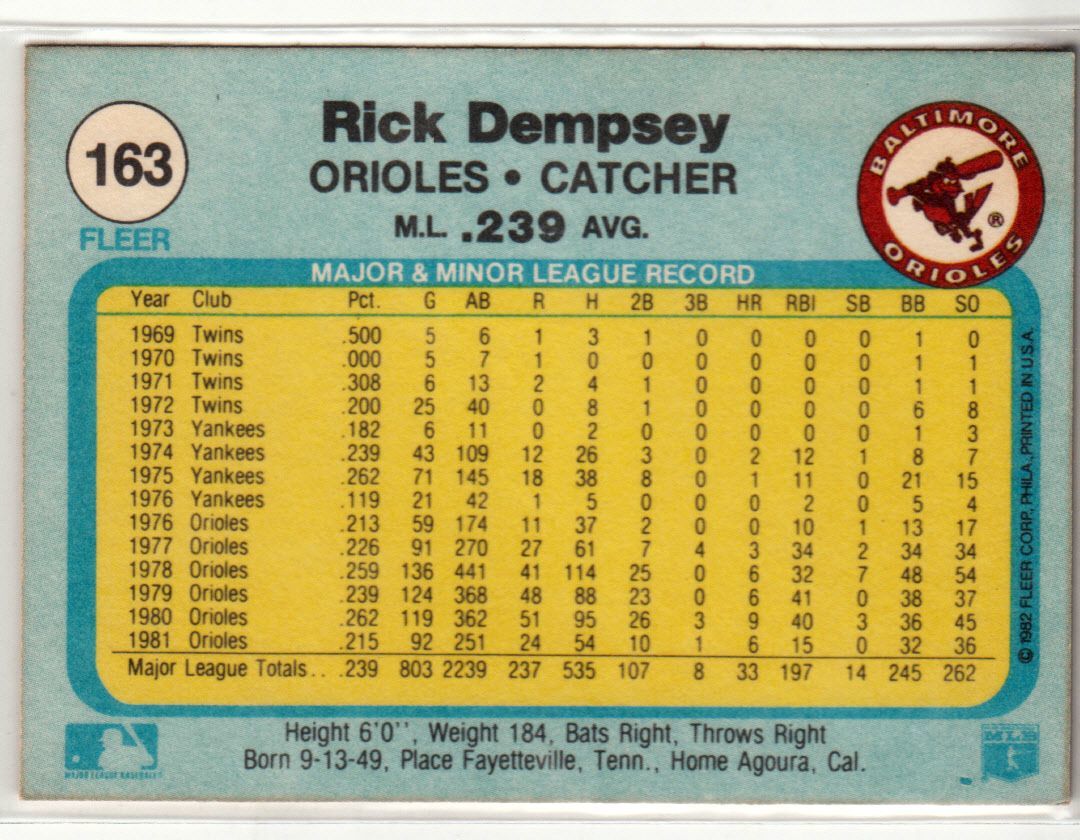 163
FLEER
Rick Dempsey
ORIOLES • CATCHER
M.L. .239 AVG.
BALTIMORE
ORIOLES
®
MAJOR & MINOR LEAGUE RECORD
Year Club Pct. G AB R H 2B 3B HR RBI SB BB SO
1969 Twins .500 5 6 1 3 1 0 0 0 0 1 0
1970 Twins .000 5 7 1 0 0 0 0 0 0 1 1
1971 Twins .308 6 13 2 4 1 0 0 0 0 1 1
1972 Twins .200 25 40 0 8 1 0 0 0 0 6 8
1973 Yankees .182 6 11 0 2 0 0 0 0 0 1 3
1974 Yankees .239 43 109 12 26 3 0 2 12 1 8 7
1975 Yankees .262 71 145 18 38 8 0 1 11 0 21 15
1976 Yankees .119 21 42 1 5 0 0 0 2 0 5 4
1976 Orioles .213 59 174 11 37 2 0 0 10 1 13 17
1977 Orioles .226 91 270 27 61 7 4 3 34 2 34 34
1978 Orioles .259 136 441 41 114 25 0 6 32 7 48 54
1979 Orioles .239 124 368 48 88 23 0 6 41 0 38 37
1980 Orioles .262 119 362 51 95 26 3 9 40 3 36 45
1981 Orioles .215 92 251 24 54 10 1 6 15 0 32 36
Major League Totals . . .239 803 2239 237 535 107 8 33 197 14 245 262
© 1982 FLEER CORP., PHILA., PRINTED IN U.S.A.
Height 6'0'', Weight 184, Bats Right, Throws Right
Born 9-13-49, Place Fayetteville, Tenn., Home Agoura, Cal.
MAJOR LEAGUE BASEBALL
MLB